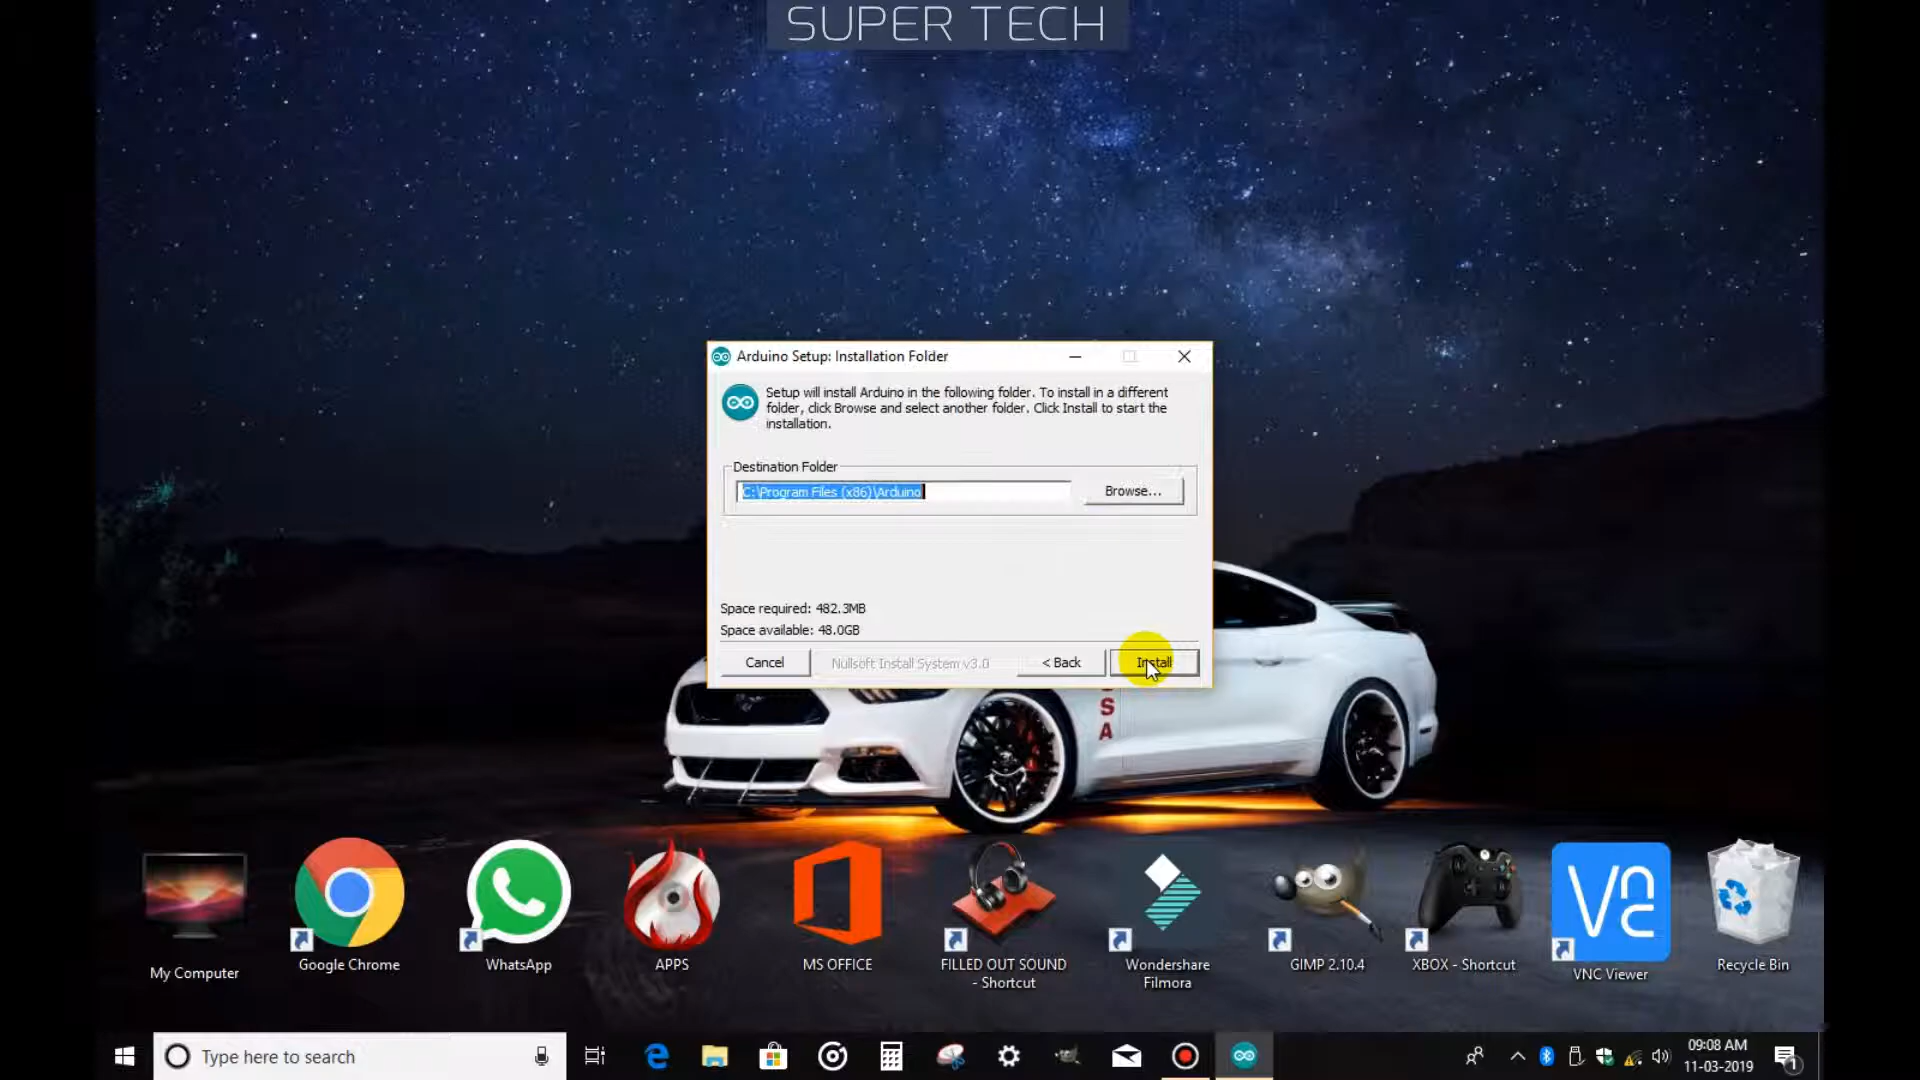 SUPER TECH
Arduino Setup: Installation Folder
Setup will install Arduino in the following folder. To install in a different
folder, click Browse and select another folder. Click Install to start the
installation.
Destination Folder
C:\Program Files (x86)\Arduino
Browse...
Space required: 482.3MB
Space available: 48.0GB
Cancel
Nullsoft Install System v3.0
< Back
Install
S
A
My Computer
Google Chrome
WhatsApp
APPS
MS OFFICE
FILLED OUT SOUND
- Shortcut
Wondershare
Filmora
GIMP 2.10.4
XBOX - Shortcut
VNC Viewer
Recycle Bin
Type here to search
09:08 AM
11-03-2019
1